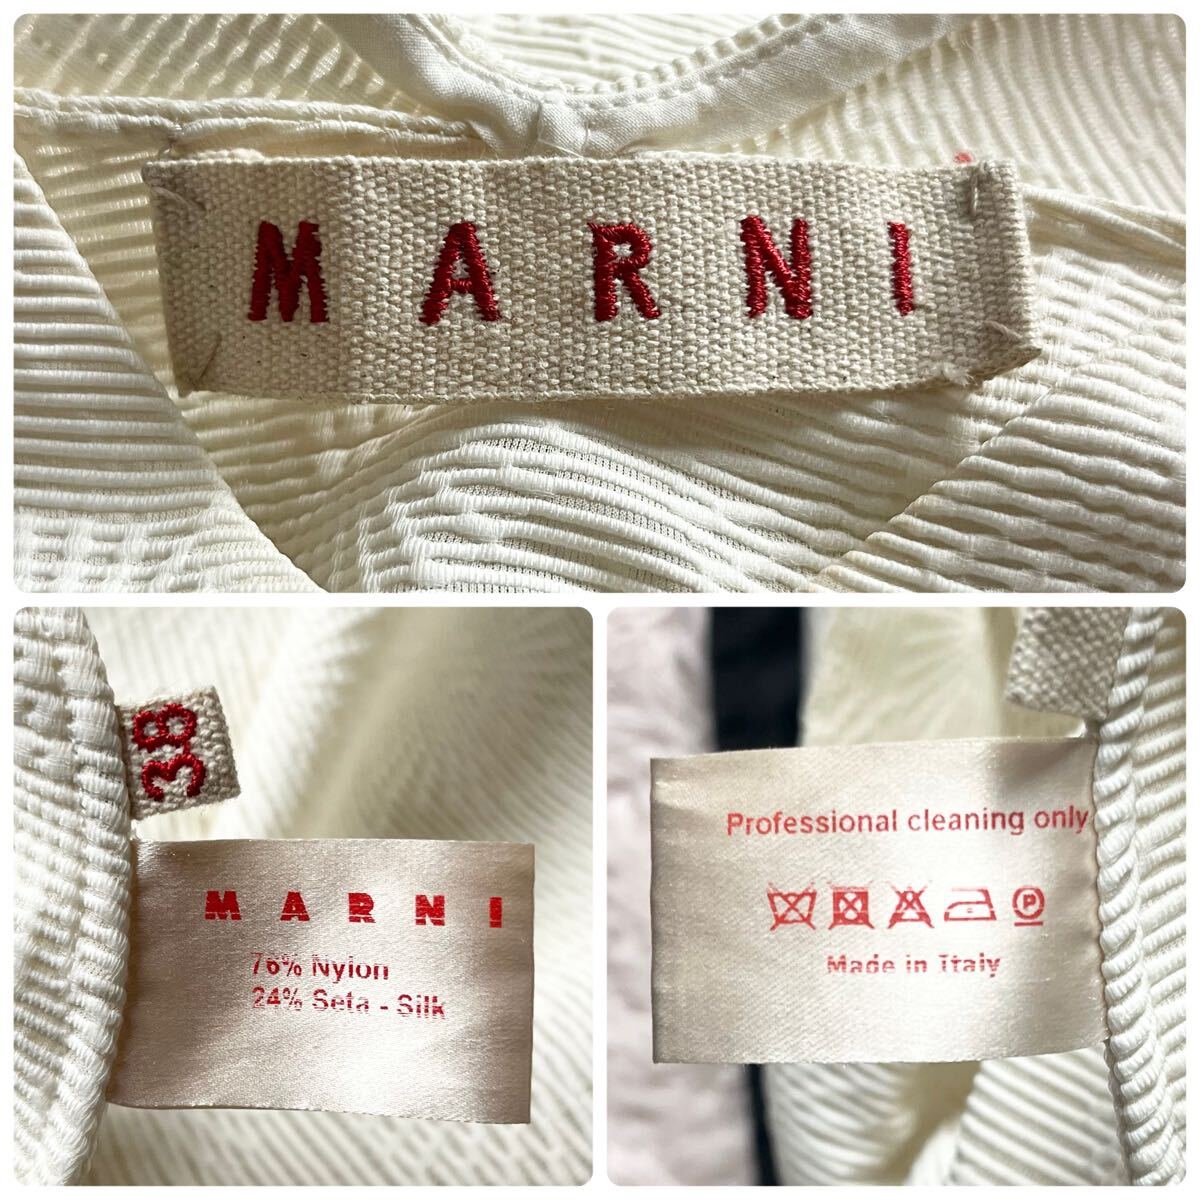 MARNI
38
MARNI
76% Nylon
24% Seta - Silk
Professional cleaning only
P
Made in Italy